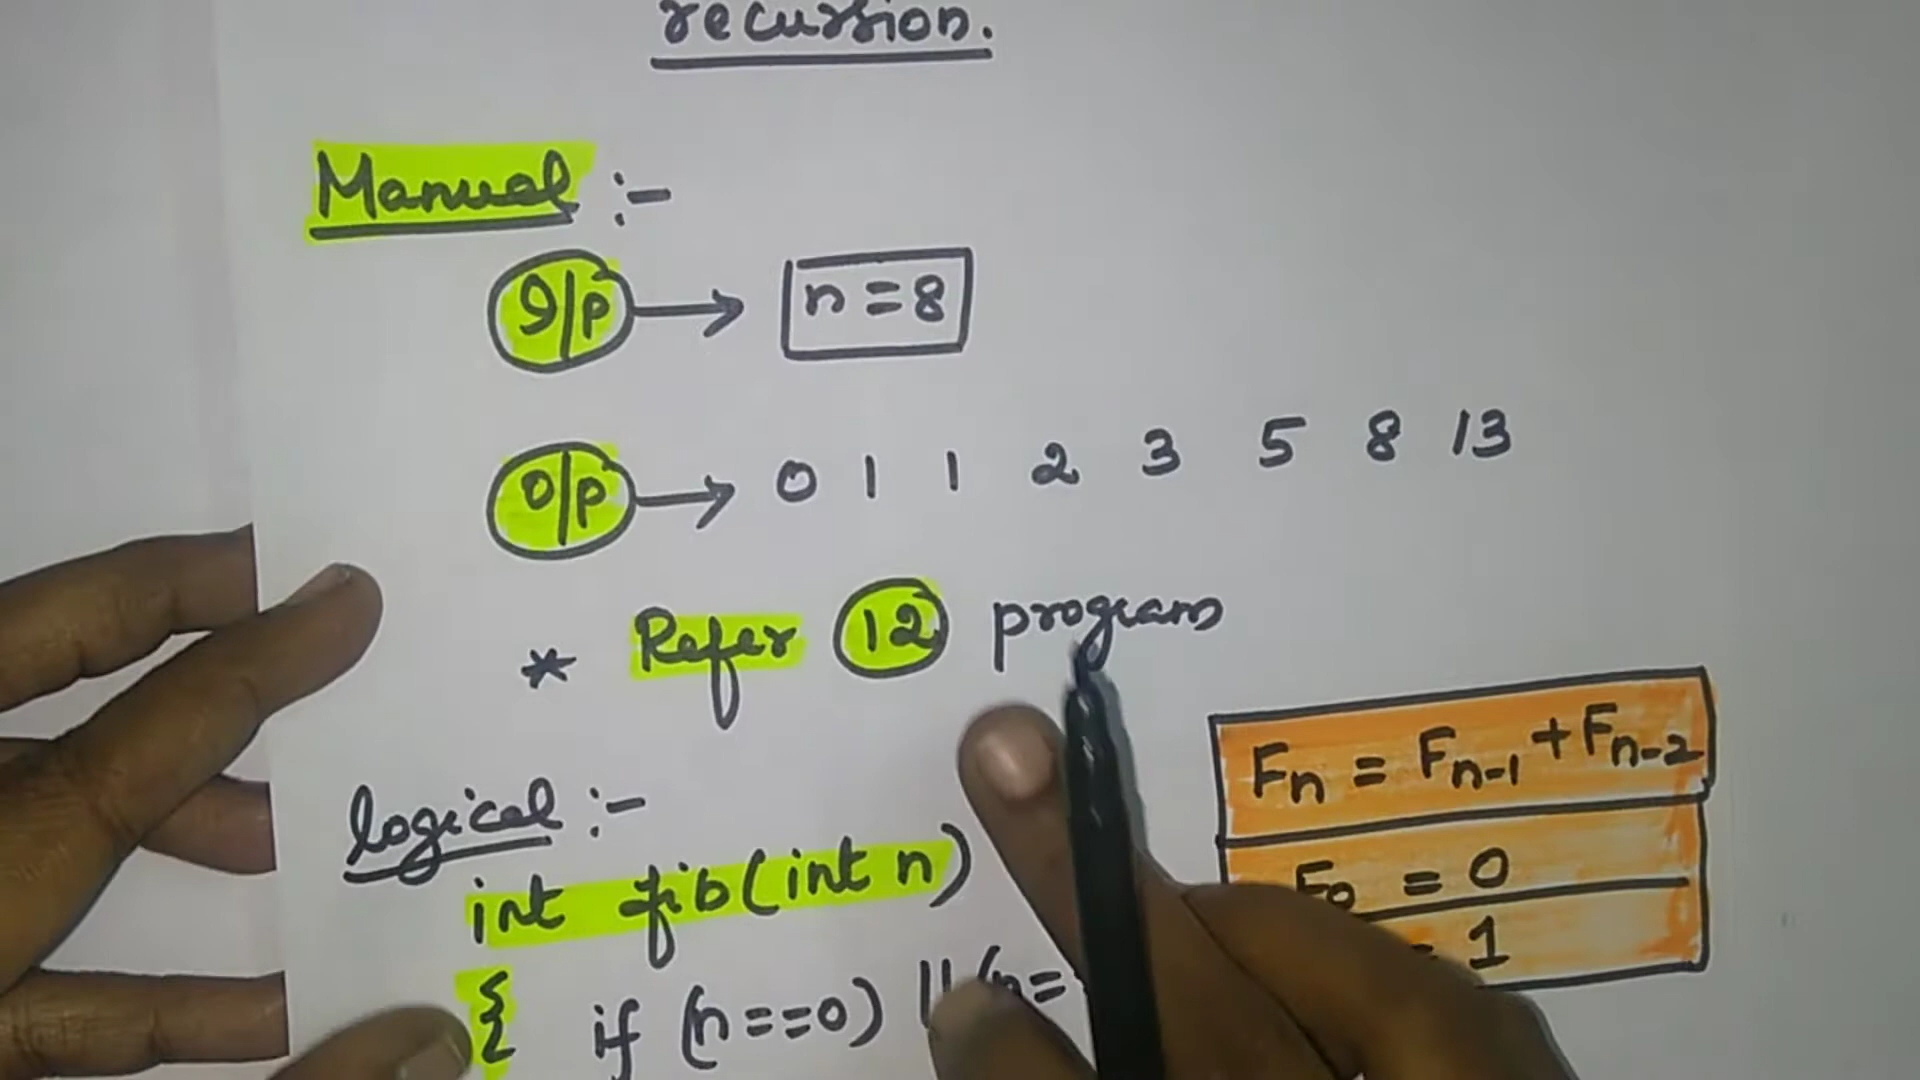 recursion.
Manual :-
I/p → n = 8
O/p → 0 1 1 2 3 5 8 13
* Refer 12 program
Fn = Fn-1 + Fn-2
F0 = 0
= 1
logical :-
int fib(int n)
{ if (n==0) || (n=